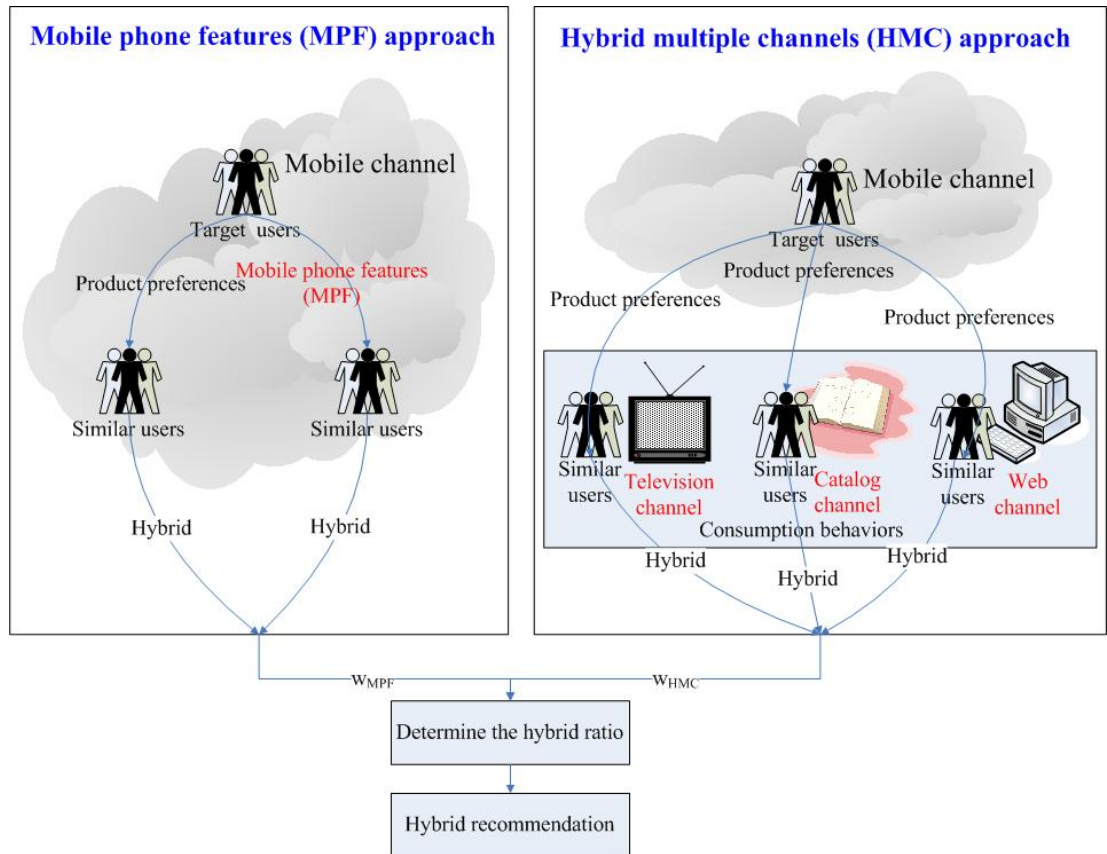 Mobile phone features (MPF) approach
Mobile channel
Target users
Product preferences
Mobile phone features
(MPF)
Similar users
Similar users
Hybrid
Hybrid
Hybrid multiple channels (HMC) approach
Mobile channel
Target users
Product preferences
Product preferences
Product preferences
Similar
users
Television
channel
Similar
users
Catalog
channel
Similar
users
Web
channel
Consumption behaviors
Hybrid
Hybrid
Hybrid
WMPF
WHMC
Determine the hybrid ratio
Hybrid recommendation